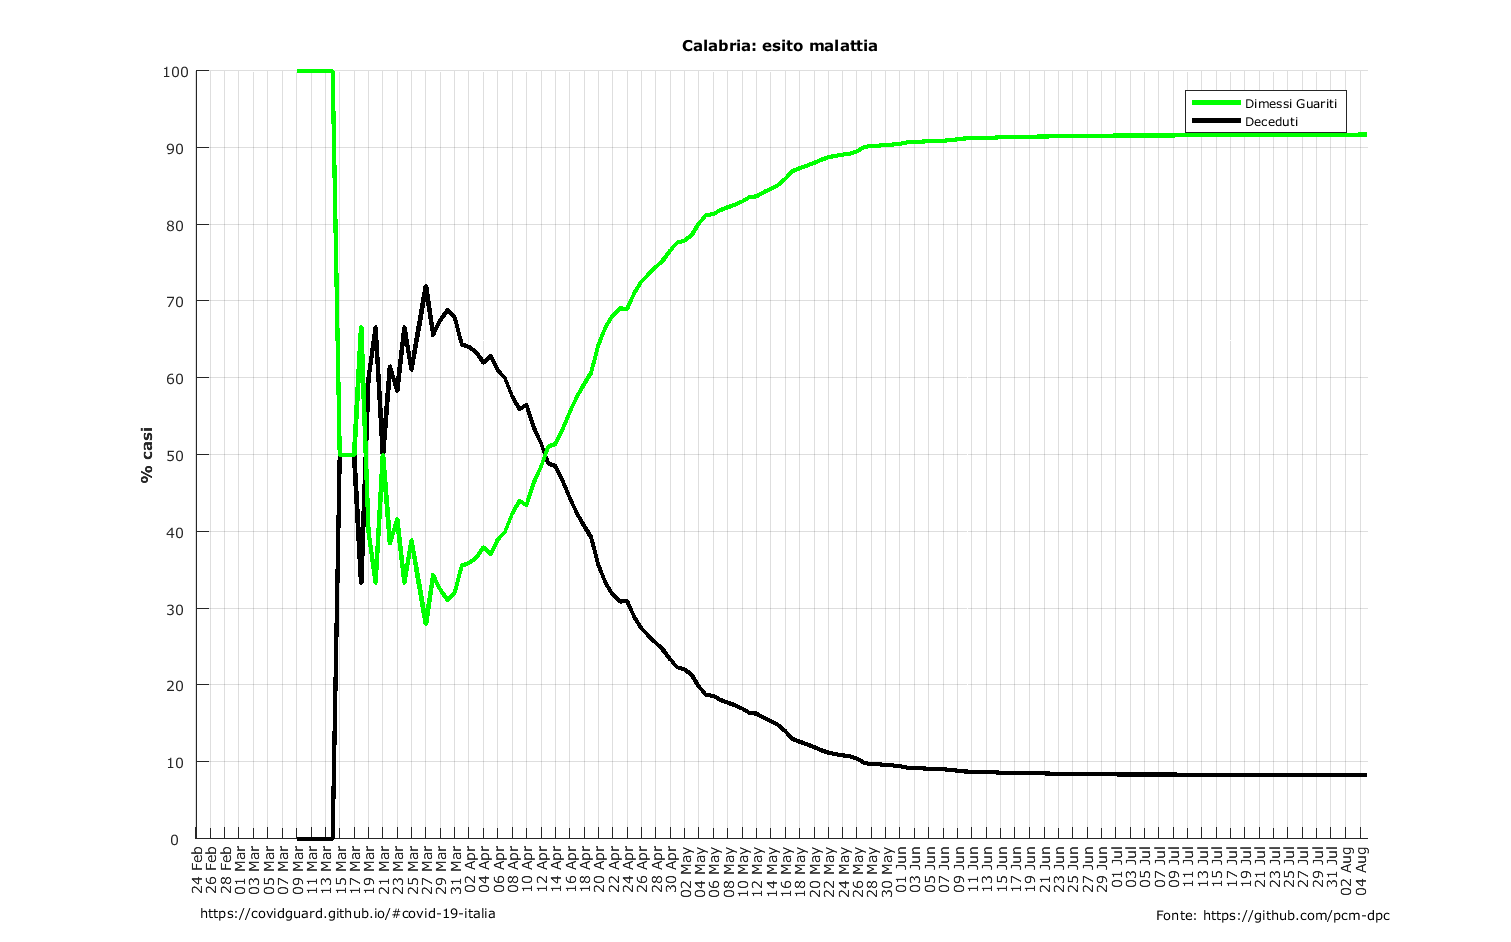 Calabria: esito malattia
100
90
80
70
60
50
40
30
20
10
0
% casi
Dimessi Guariti
Deceduti
24 Feb
26 Feb
28 Feb
01 Mar
03 Mar
05 Mar
07 Mar
09 Mar
11 Mar
13 Mar
15 Mar
17 Mar
19 Mar
21 Mar
23 Mar
25 Mar
27 Mar
29 Mar
31 Mar
02 Apr
04 Apr
06 Apr
08 Apr
10 Apr
12 Apr
14 Apr
16 Apr
18 Apr
20 Apr
22 Apr
24 Apr
26 Apr
28 Apr
30 Apr
02 May
04 May
06 May
08 May
10 May
12 May
14 May
16 May
18 May
20 May
22 May
24 May
26 May
28 May
30 May
01 Jun
03 Jun
05 Jun
07 Jun
09 Jun
11 Jun
13 Jun
15 Jun
17 Jun
19 Jun
21 Jun
23 Jun
25 Jun
27 Jun
29 Jun
01 Jul
03 Jul
05 Jul
07 Jul
09 Jul
11 Jul
13 Jul
15 Jul
17 Jul
19 Jul
21 Jul
23 Jul
25 Jul
27 Jul
29 Jul
31 Jul
02 Aug
04 Aug
https://covidguard.github.io/#covid-19-italia
Fonte: https://github.com/pcm-dpc